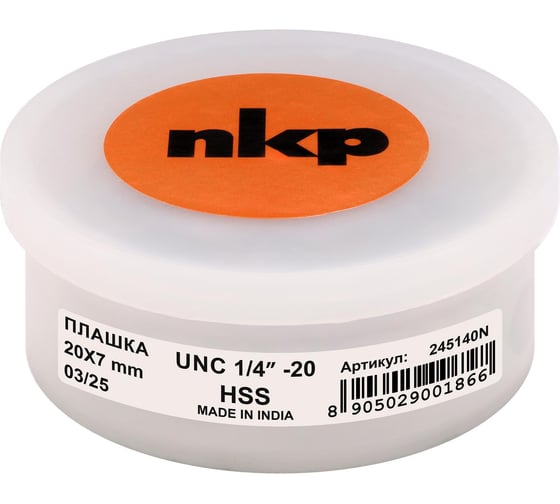 nkp
ПЛАШКА
20X7 mm
03/25
UNC 1/4" -20
HSS
MADE IN INDIA
Артикул: 245140N
8 905029 001866